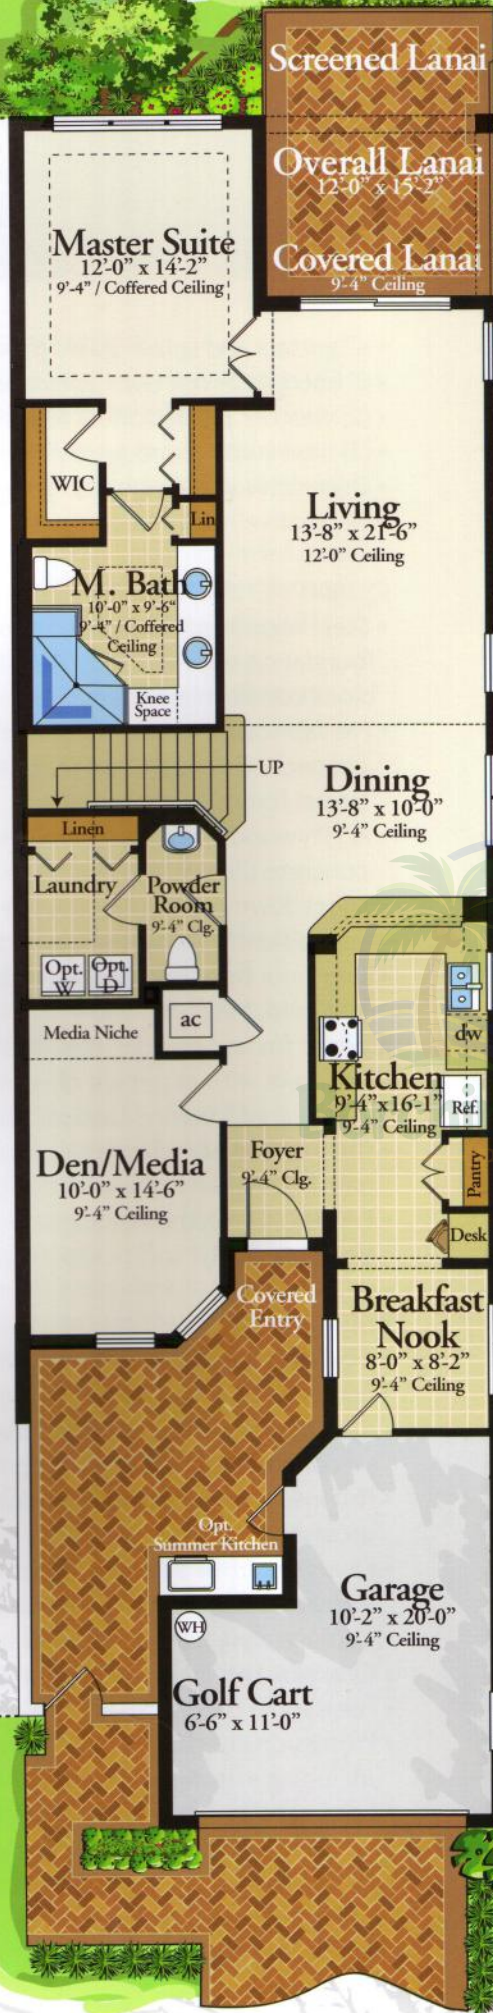 Screened Lanai
Overall Lanai
12'-0" x 15'-2"
Covered Lanai
9'-4" Ceiling
Master Suite
12'-0" x 14'-2"
9'-4" / Coffered Ceiling
WIC
Lin
Living
13'-8" x 21'-6"
12'-0" Ceiling
M. Bath
10'-0" x 9'-6"
9'-4" / Coffered
Ceiling
Knee
Space
UP
Dining
13'-8" x 10'-0"
9'-4" Ceiling
Linen
Laundry
Powder
Room
9'-4" Clg.
Opt.
W
Opt.
D
Media Niche
ac
dw
Kitchen
9'-4"x16'-1"
9'-4" Ceiling
Ref.
Pantry
Desk
Foyer
9'-4" Clg.
Den/Media
10'-0" x 14'-6"
9'-4" Ceiling
Covered
Entry
Breakfast
Nook
8'-0" x 8'-2"
9'-4" Ceiling
Opt.
Summer Kitchen
WH
Garage
10'-2" x 20'-0"
9'-4" Ceiling
Golf Cart
6'-6" x 11'-0"